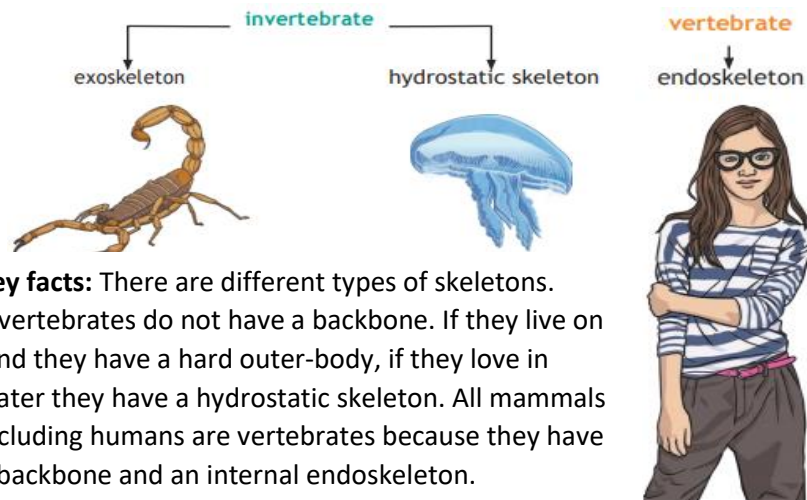 invertebrate
vertebrate
exoskeleton
hydrostatic skeleton
endoskeleton
ey facts: There are different types of skeletons.
vertebrates do not have a backbone. If they live on
nd they have a hard outer-body, if they love in
ater they have a hydrostatic skeleton. All mammals
cluding humans are vertebrates because they have
backbone and an internal endoskeleton.